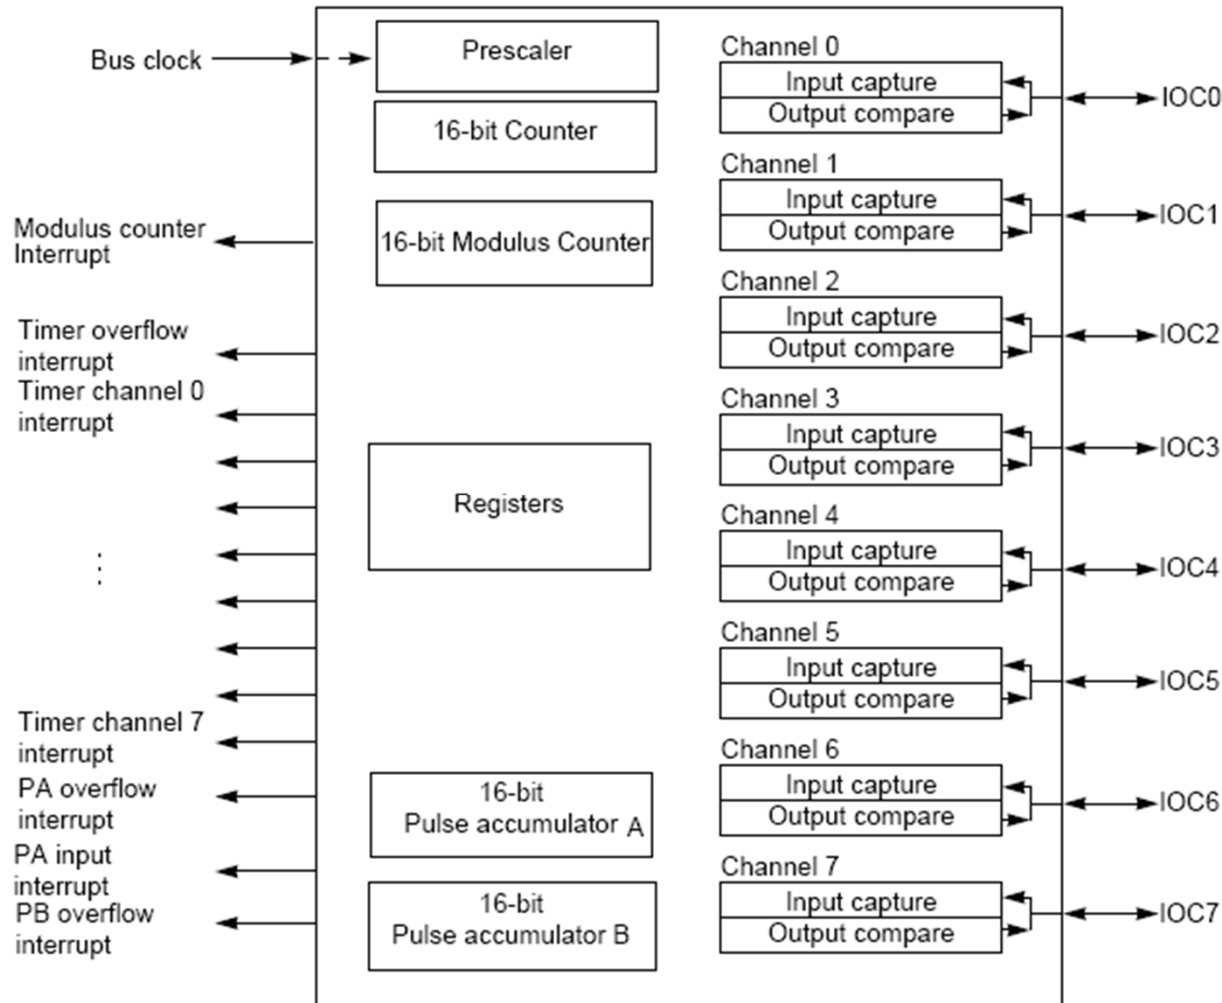 Bus clock
Modulus counter
Interrupt
Timer overflow
interrupt
Timer channel 0
interrupt
⋮
Timer channel 7
interrupt
PA overflow
interrupt
PA input
interrupt
PB overflow
interrupt
Prescaler
16-bit Counter
16-bit Modulus Counter
Registers
16-bit
Pulse accumulator A
16-bit
Pulse accumulator B
Channel 0
Input capture
Output compare
IOC0
Channel 1
Input capture
Output compare
IOC1
Channel 2
Input capture
Output compare
IOC2
Channel 3
Input capture
Output compare
IOC3
Channel 4
Input capture
Output compare
IOC4
Channel 5
Input capture
Output compare
IOC5
Channel 6
Input capture
Output compare
IOC6
Channel 7
Input capture
Output compare
IOC7